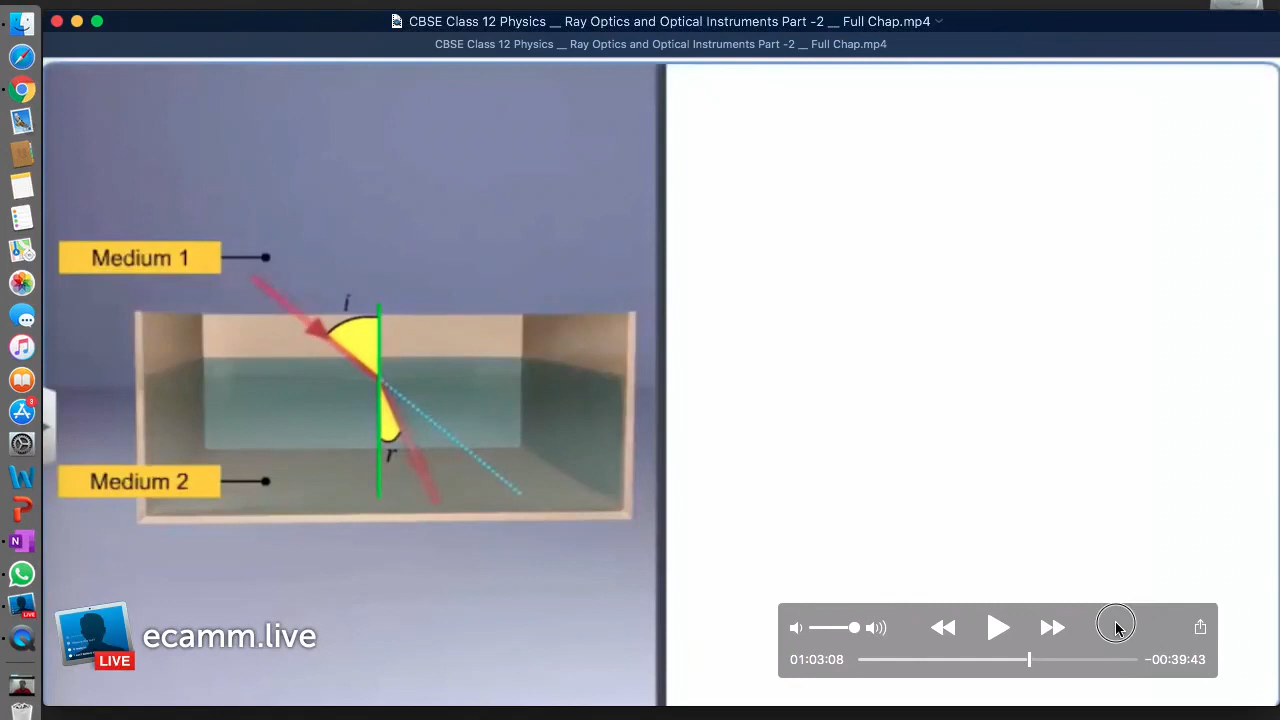 CBSE Class 12 Physics __ Ray Optics and Optical Instruments Part -2 __ Full Chap.mp4
CBSE Class 12 Physics __ Ray Optics and Optical Instruments Part -2 __ Full Chap.mp4
Medium 1
i
r
Medium 2
ecamm.live
LIVE
01:03:08
-00:39:43
3
LIVE